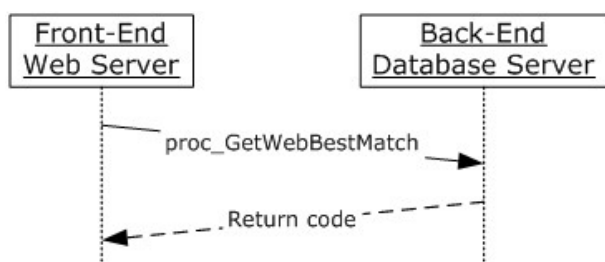 Front-End
Web Server
Back-End
Database Server
proc_GetWebBestMatch
Return code